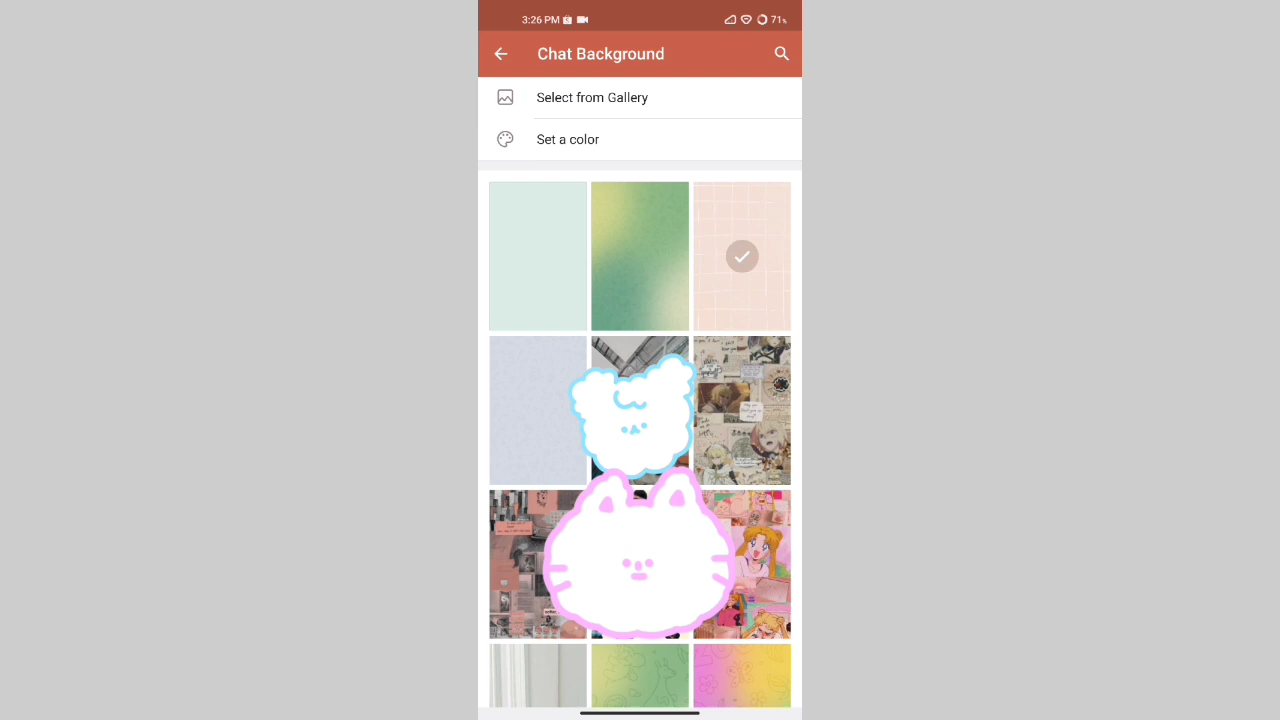 3:26 PM
71%
Chat Background
Select from Gallery
Set a color